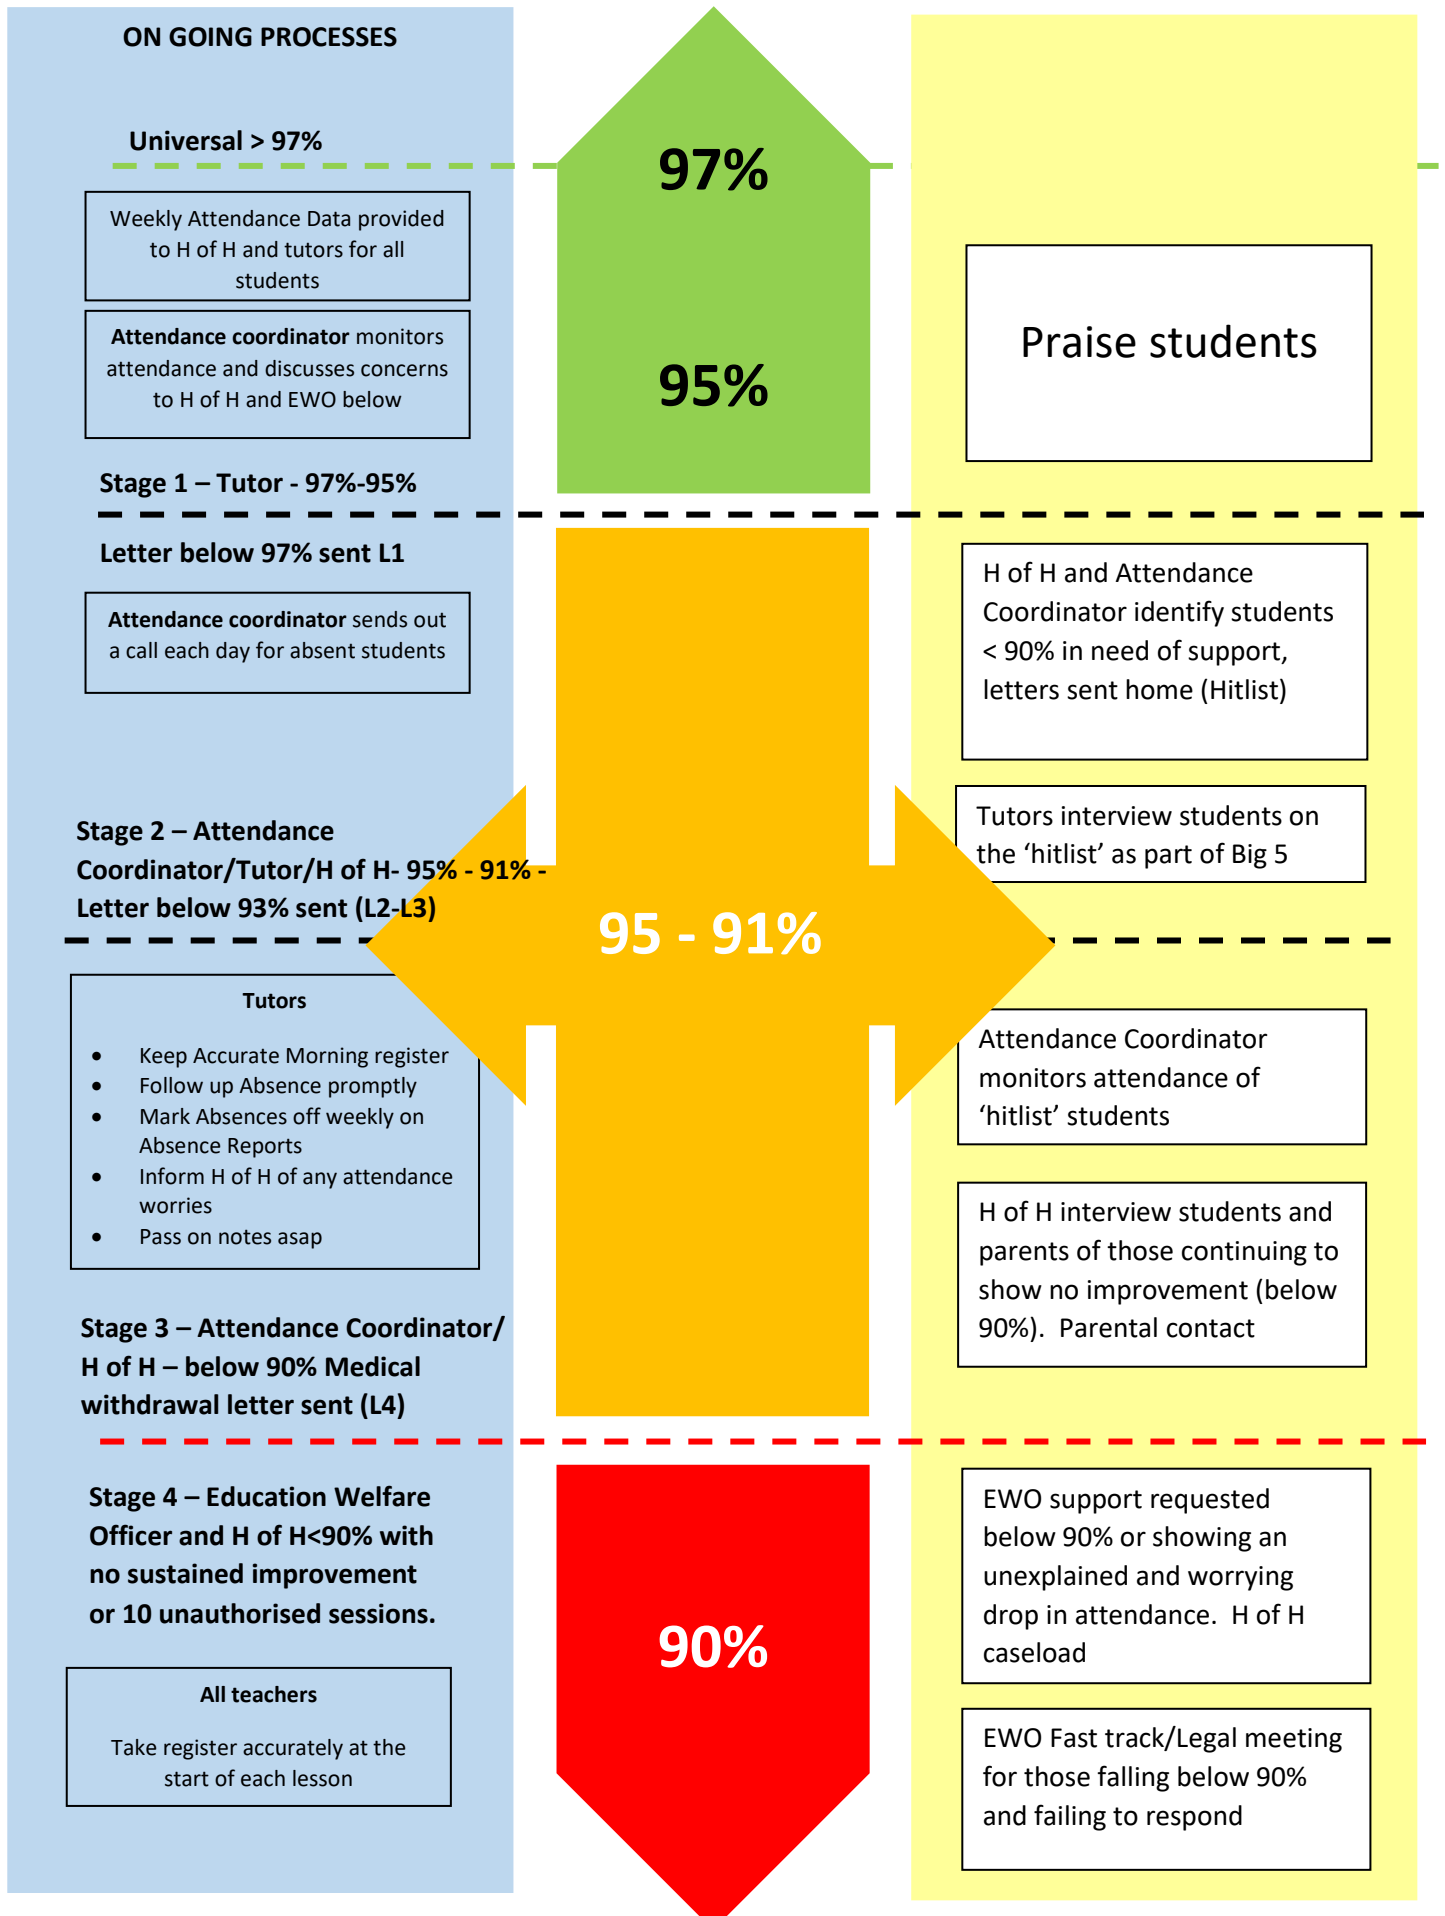 ON GOING PROCESSES
Universal > 97%
Weekly Attendance Data provided
to H of H and tutors for all
students
Attendance coordinator monitors
attendance and discusses concerns
to H of H and EWO below
Stage 1 – Tutor - 97%-95%
Letter below 97% sent L1
Attendance coordinator sends out
a call each day for absent students
Stage 2 – Attendance
Coordinator/Tutor/H of H- 95% - 91% -
Letter below 93% sent (L2-L3)
Tutors
• Keep Accurate Morning register
• Follow up Absence promptly
• Mark Absences off weekly on
Absence Reports
• Inform H of H of any attendance
worries
• Pass on notes asap
Stage 3 – Attendance Coordinator/
H of H – below 90% Medical
withdrawal letter sent (L4)
Stage 4 – Education Welfare
Officer and H of H<90% with
no sustained improvement
or 10 unauthorised sessions.
All teachers
Take register accurately at the
start of each lesson
97%
95%
95 - 91%
90%
Praise students
H of H and Attendance
Coordinator identify students
< 90% in need of support,
letters sent home (Hitlist)
Tutors interview students on
the ‘hitlist’ as part of Big 5
Attendance Coordinator
monitors attendance of
‘hitlist’ students
H of H interview students and
parents of those continuing to
show no improvement (below
90%). Parental contact
EWO support requested
below 90% or showing an
unexplained and worrying
drop in attendance. H of H
caseload
EWO Fast track/Legal meeting
for those falling below 90%
and failing to respond